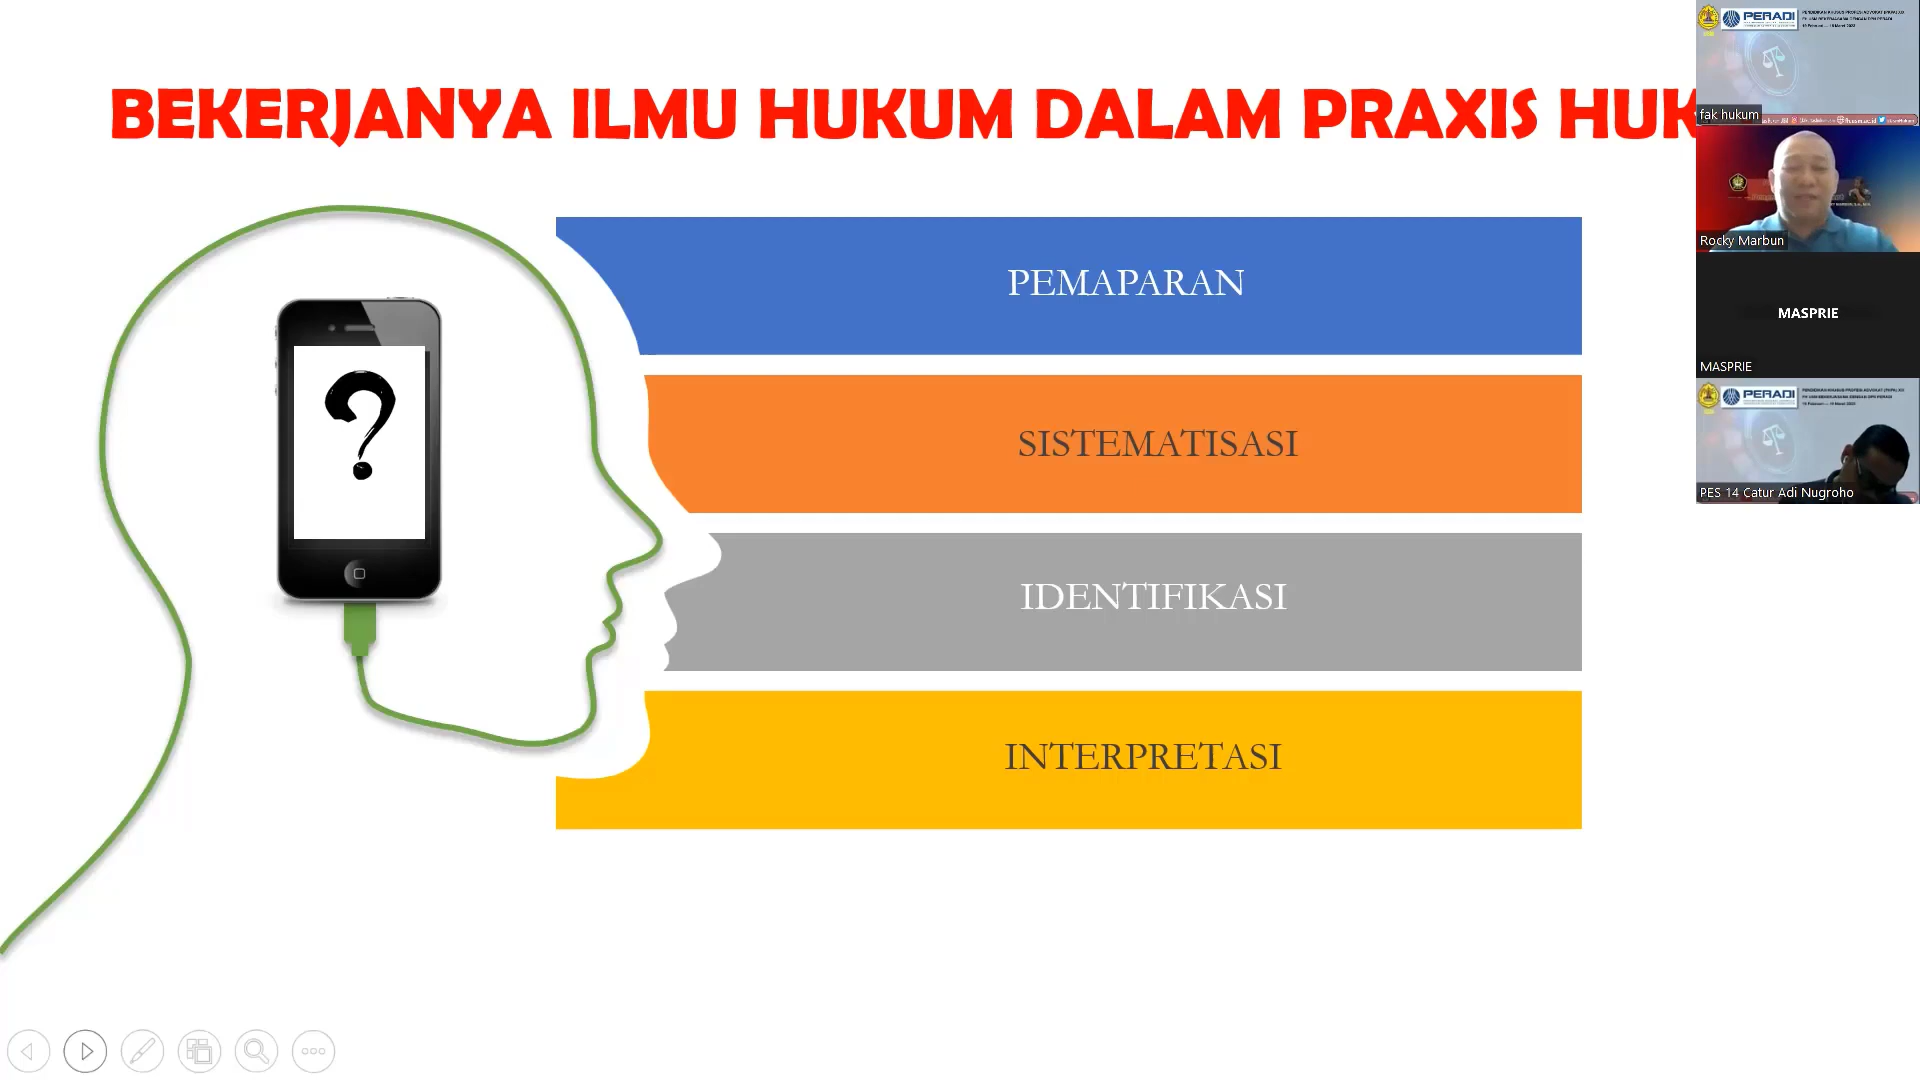 BEKERJANYA ILMU HUKUM DALAM PRAXIS HUK
PEMAPARAN
SISTEMATISASI
IDENTIFIKASI
INTERPRETASI
PERADI
fak hukum
Rocky Marbun
MASPRIE
MASPRIE
PERADI
PES 14 Catur Adi Nugroho